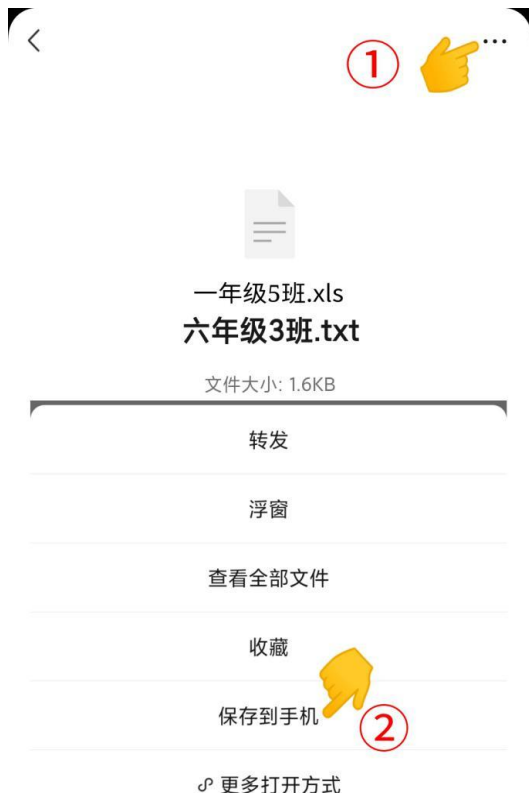 ①
一年级5班.xls
六年级3班.txt
文件大小: 1.6KB
转发
浮窗
查看全部文件
收藏
保存到手机
②
更多打开方式